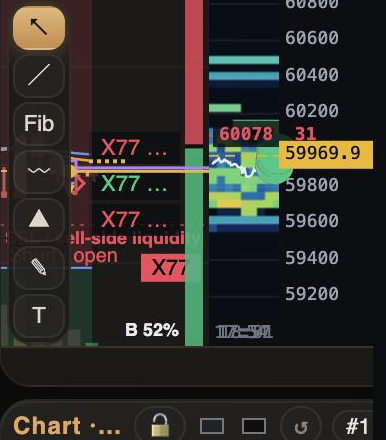 60800
60600
60400
60200
Fib
60078 31
X77 ...
59969.9
X77 ...
59800
X77 ...
59600
ell-side liquidity
open
X77
59400
59200
T
B 52%
Chart ·...
#1